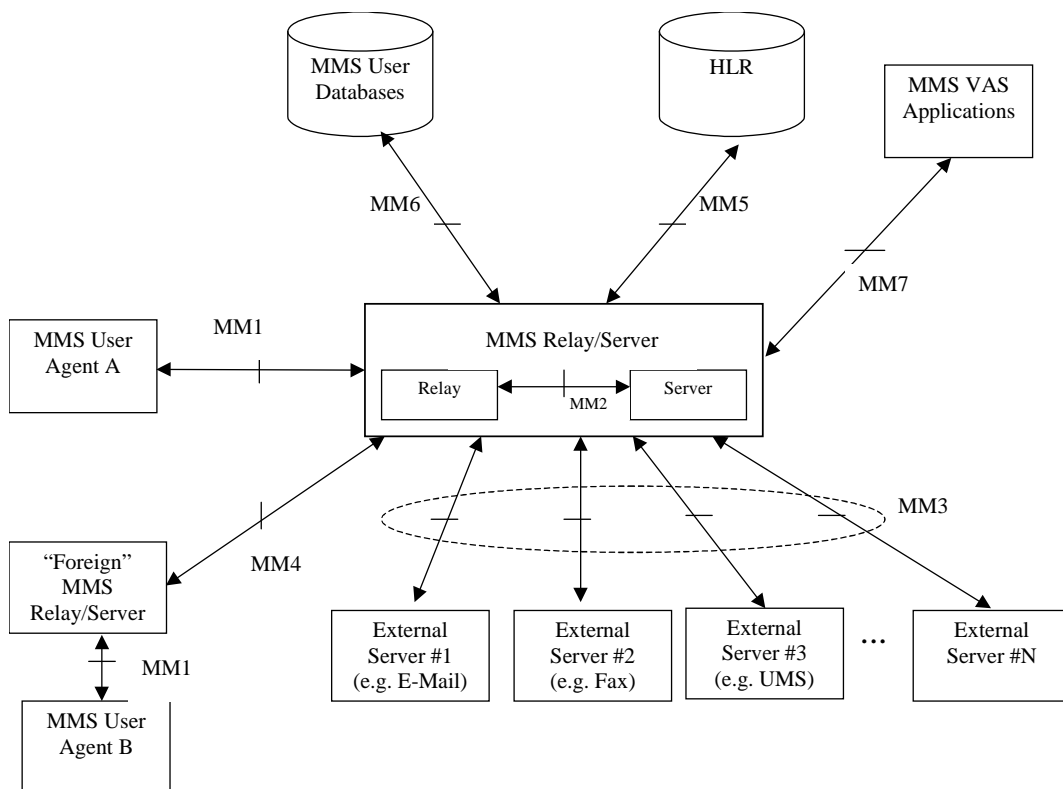 MMS User
Databases
HLR
MMS VAS
Applications
MM6
MM5
MM7
MM1
MMS User
Agent A
MMS Relay/Server
Relay
MM2
Server
MM3
“Foreign”
MMS
Relay/Server
MM4
MM1
MMS User
Agent B
External
Server #1
(e.g. E-Mail)
External
Server #2
(e.g. Fax)
External
Server #3
(e.g. UMS)
...
External
Server #N